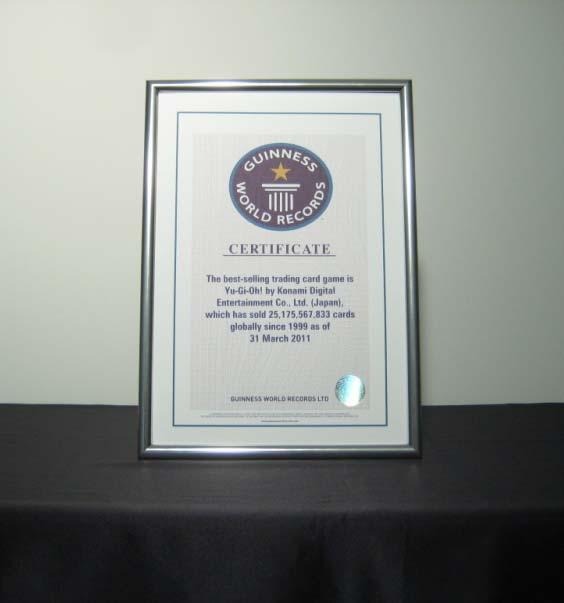 GUINNESS
WORLD RECORDS
CERTIFICATE
The best-selling trading card game is
Yu-Gi-Oh! by Konami Digital
Entertainment Co., Ltd. (Japan),
which has sold 25,175,567,833 cards
globally since 1999 as of
31 March 2011
GUINNESS WORLD RECORDS LTD